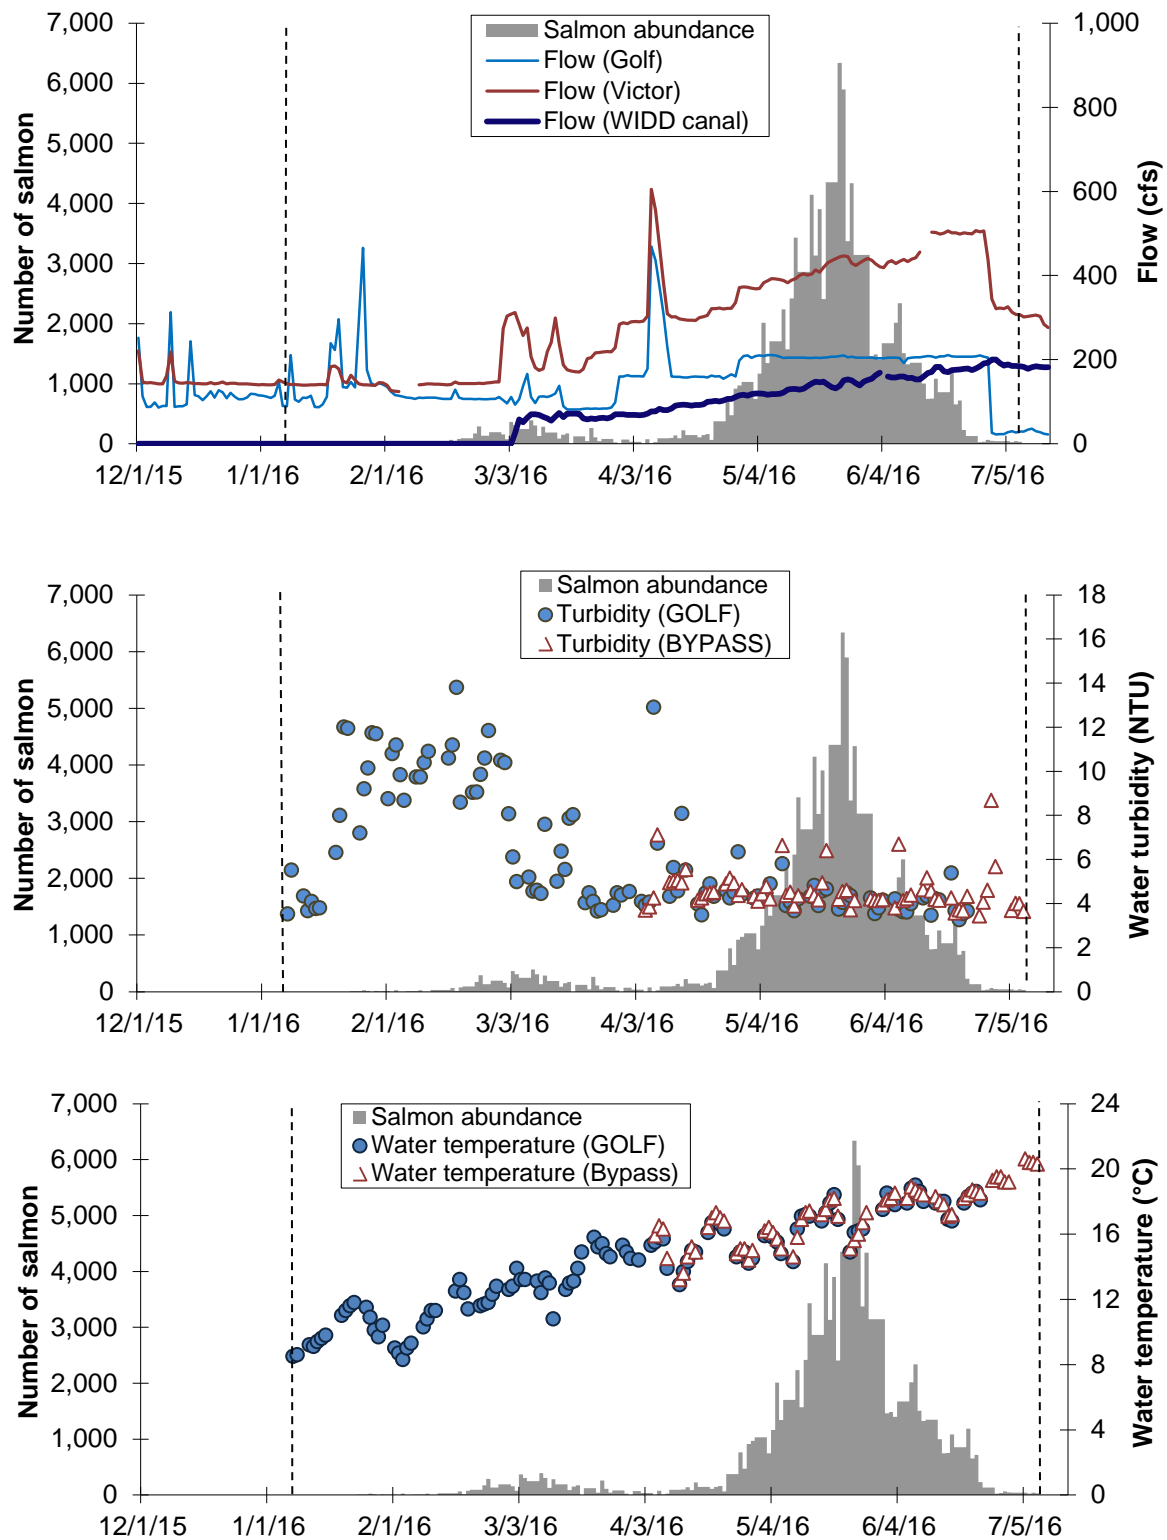 7,000
6,000
5,000
4,000
3,000
2,000
1,000
0
Number of salmon
Salmon abundance
Flow (Golf)
Flow (Victor)
Flow (WIDD canal)
1,000
800
600
400
200
0
Flow (cfs)
12/1/15 1/1/16 2/1/16 3/3/16 4/3/16 5/4/16 6/4/16 7/5/16
7,000
6,000
5,000
4,000
3,000
2,000
1,000
0
Number of salmon
Salmon abundance
Turbidity (GOLF)
Turbidity (BYPASS)
18
16
14
12
10
8
6
4
2
0
Water turbidity (NTU)
12/1/15 1/1/16 2/1/16 3/3/16 4/3/16 5/4/16 6/4/16 7/5/16
7,000
6,000
5,000
4,000
3,000
2,000
1,000
0
Number of salmon
Salmon abundance
Water temperature (GOLF)
Water temperature (Bypass)
24
20
16
12
8
4
0
Water temperature (°C)
12/1/15 1/1/16 2/1/16 3/3/16 4/3/16 5/4/16 6/4/16 7/5/16